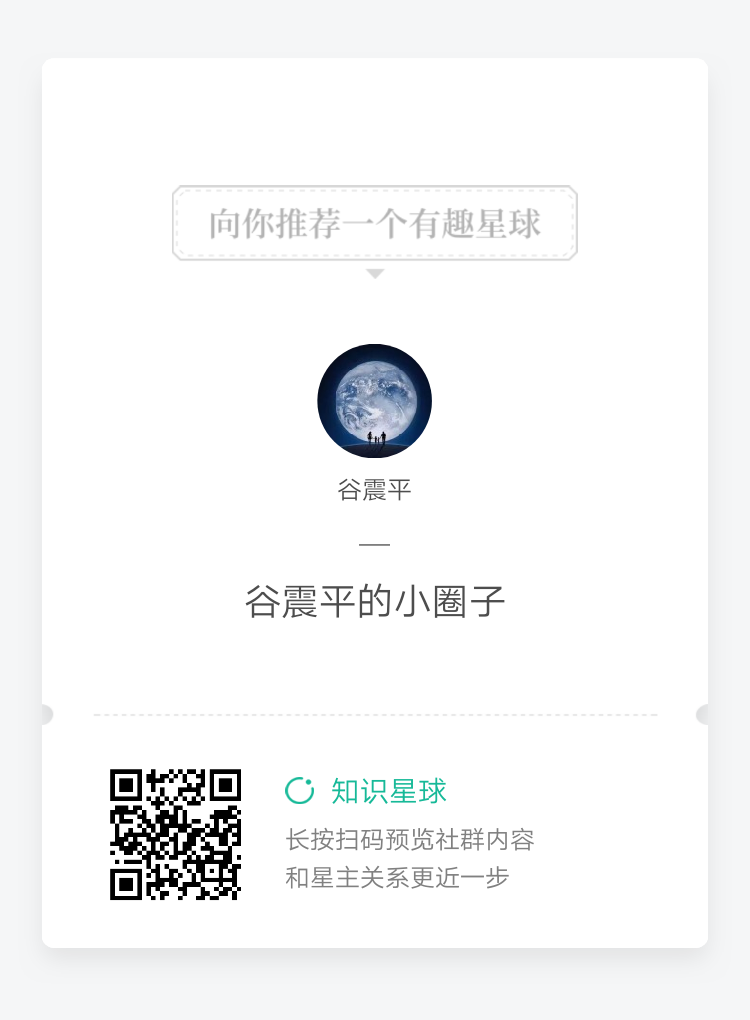 向你推荐一个有趣星球
谷震平
谷震平的小圈子
知识星球
长按扫码预览社群内容
和星主关系更近一步